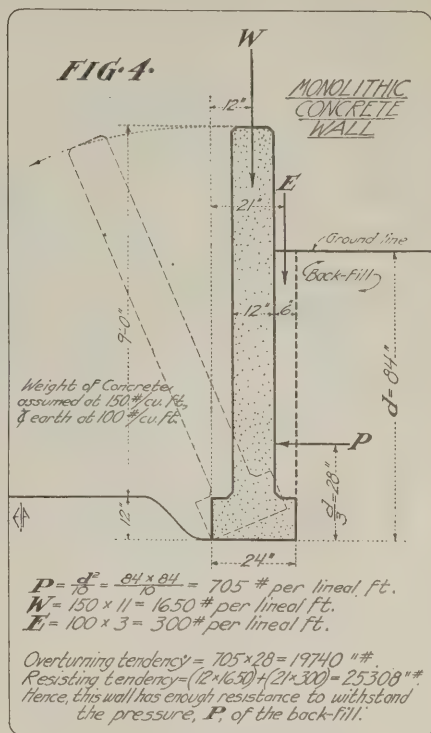 W
FIG·4·
MONOLITHIC
CONCRETE
WALL
12"
E
21"
Ground line
Back-fill
9'-0"
12" 6"
d = 84"
Weight of Concrete
assumed at 150#/cu. ft.
& earth at 100#/cu. ft.
P
d/3 = 28"
12"
24"
P = d²/10 = 84 × 84/10 = 705 # per lineal ft.
W = 150 × 11 = 1650 # per lineal ft.
E = 100 × 3 = 300 # per lineal ft.
Overturning tendency = 705 × 28 = 19740 "#.
Resisting tendency = (12×1650)+(21×300) = 25308 "#
Hence, this wall has enough resistance to withstand
the pressure, P, of the back-fill.